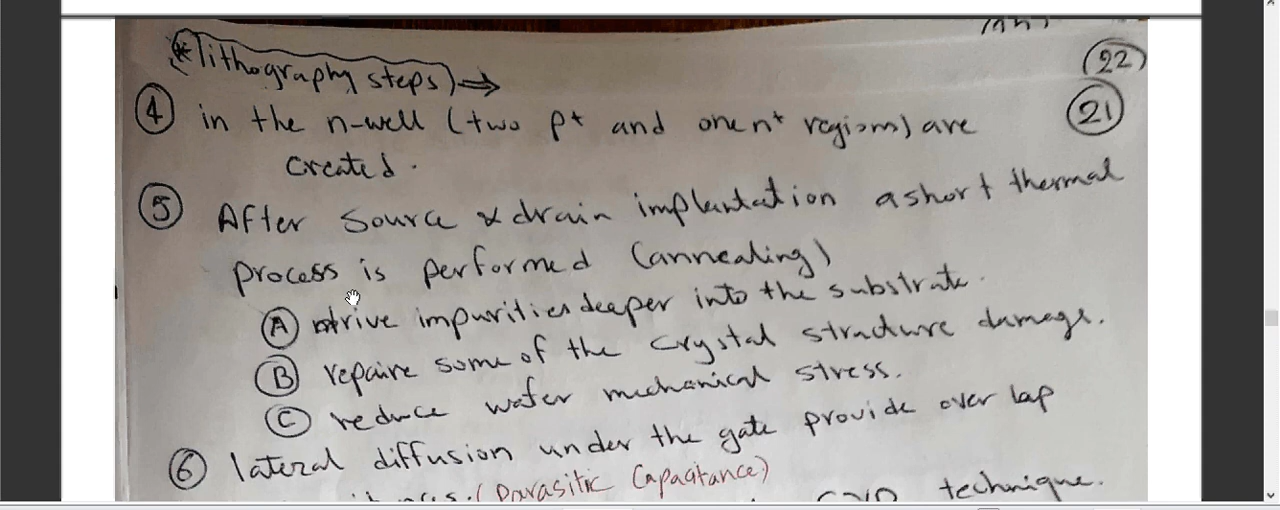 *lithography steps) →
22
④ in the n-well (two p+ and one n+ regions) are
21
created.
⑤ After source & drain implantation a short thermal
process is performed (annealing)
Ⓐ drive impurities deeper into the substrate.
Ⓑ repaire some of the crystal structure damage.
Ⓒ reduce wafer mechanical stress.
⑥ lateral diffusion under the gate provide over lap
(Parasitic Capacitance)
technique.